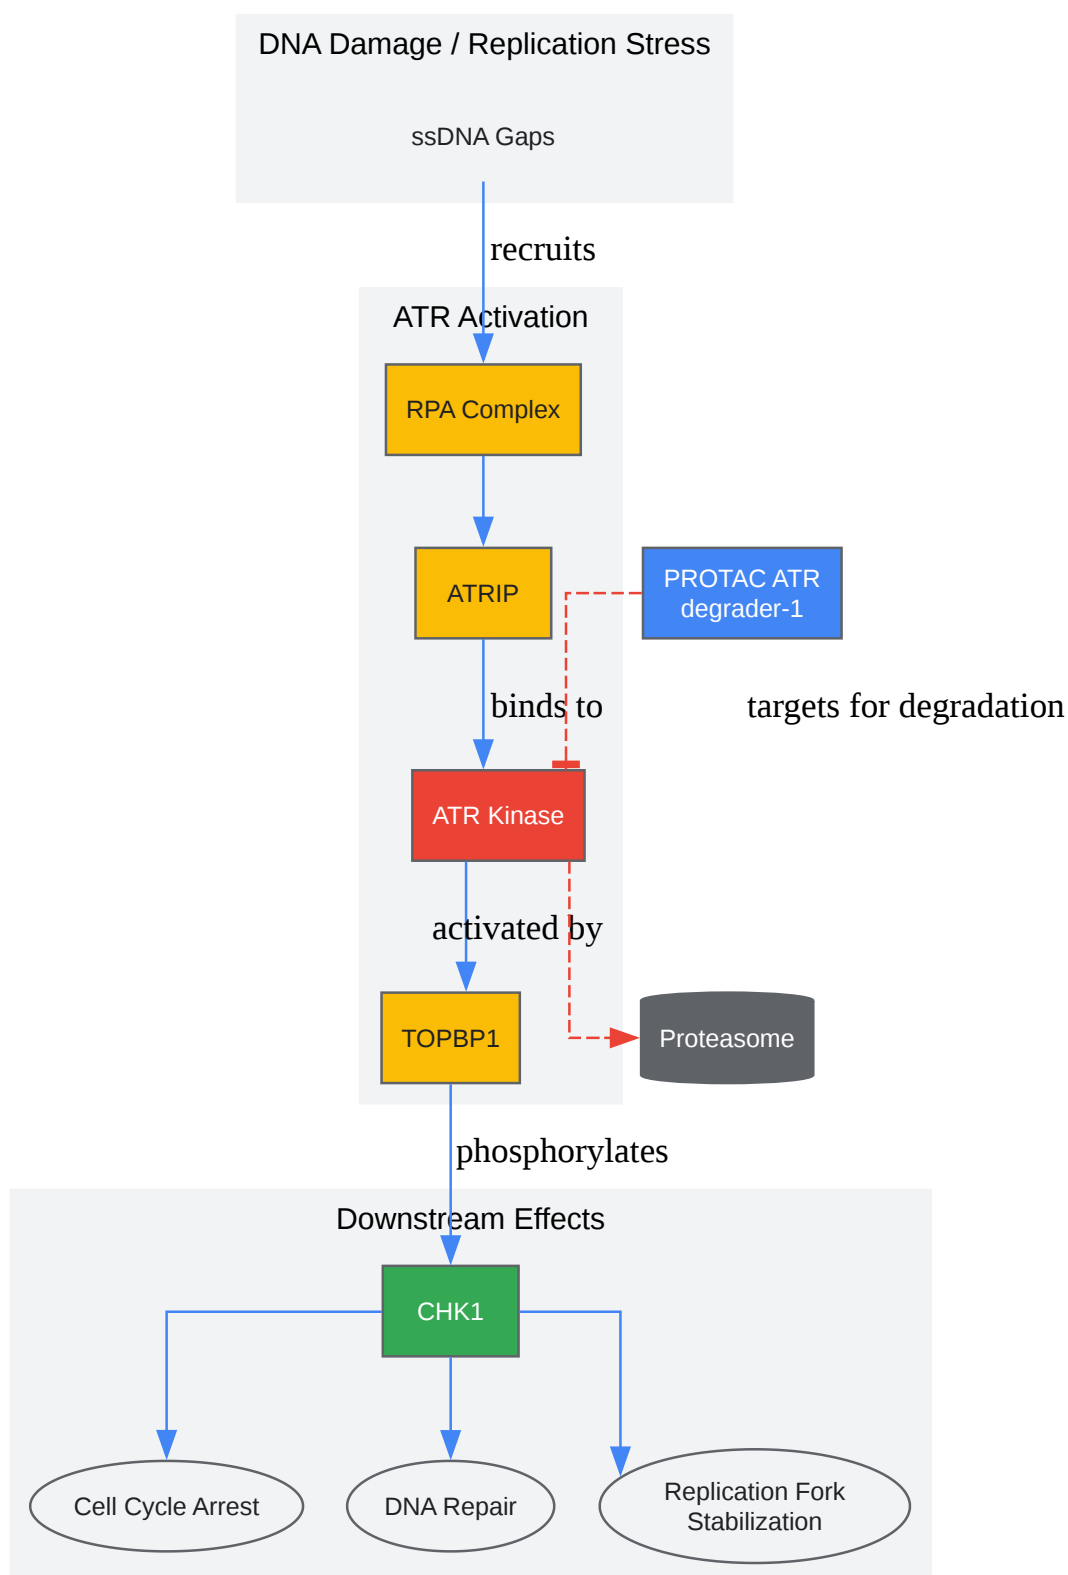 DNA Damage / Replication Stress
ssDNA Gaps
recruits
ATR Activation
RPA Complex
ATRIP
PROTAC ATR
degrader-1
binds to
targets for degradation
ATR Kinase
activated by
TOPBP1
Proteasome
phosphorylates
Downstream Effects
CHK1
Cell Cycle Arrest
DNA Repair
Replication Fork
Stabilization